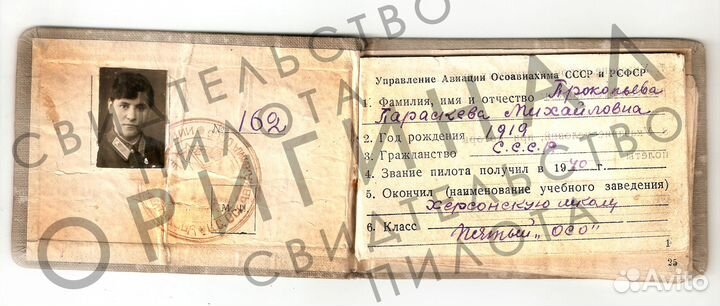 № 162
М. П.
Управление Авиации Осоавиахима СССР и РСФСР
1. Фамилия, имя и отчество Прокопьева
Параскева Михайловна
2. Год рождения 1919
3. Гражданство С.С.С.Р.
4. Звание пилота получил в 1940 г.
5. Окончил (наименование учебного заведения)
Херсонскую школу
6. Класс Пятый „ОСО“
1
25
СВИДЕТЕЛЬСТВО
ПИЛОТА
ОРИГИНАЛ
СВИДЕТЕЛЬСТВО
ПИЛОТА
Avito